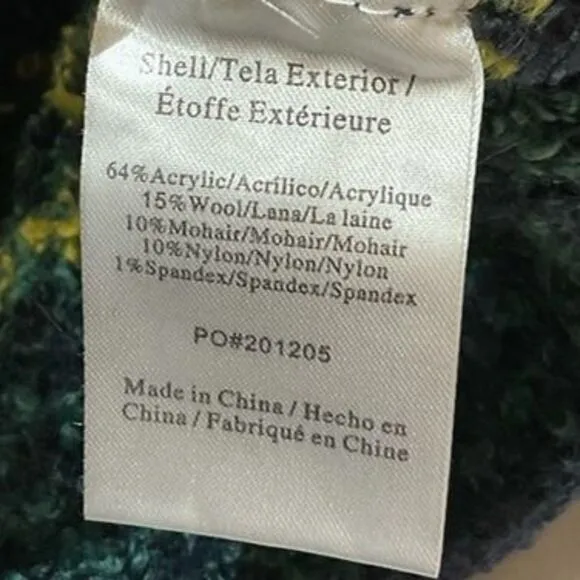 Shell/Tela Exterior/
Étoffe Extérieure
64%Acrylic/Acrílico/Acrylique
15%Wool/Lana/La laine
10%Mohair/Mohair/Mohair
10%Nylon/Nylon/Nylon
1%Spandex/Spandex/Spandex
PO#201205
Made in China / Hecho en
China / Fabriqué en Chine